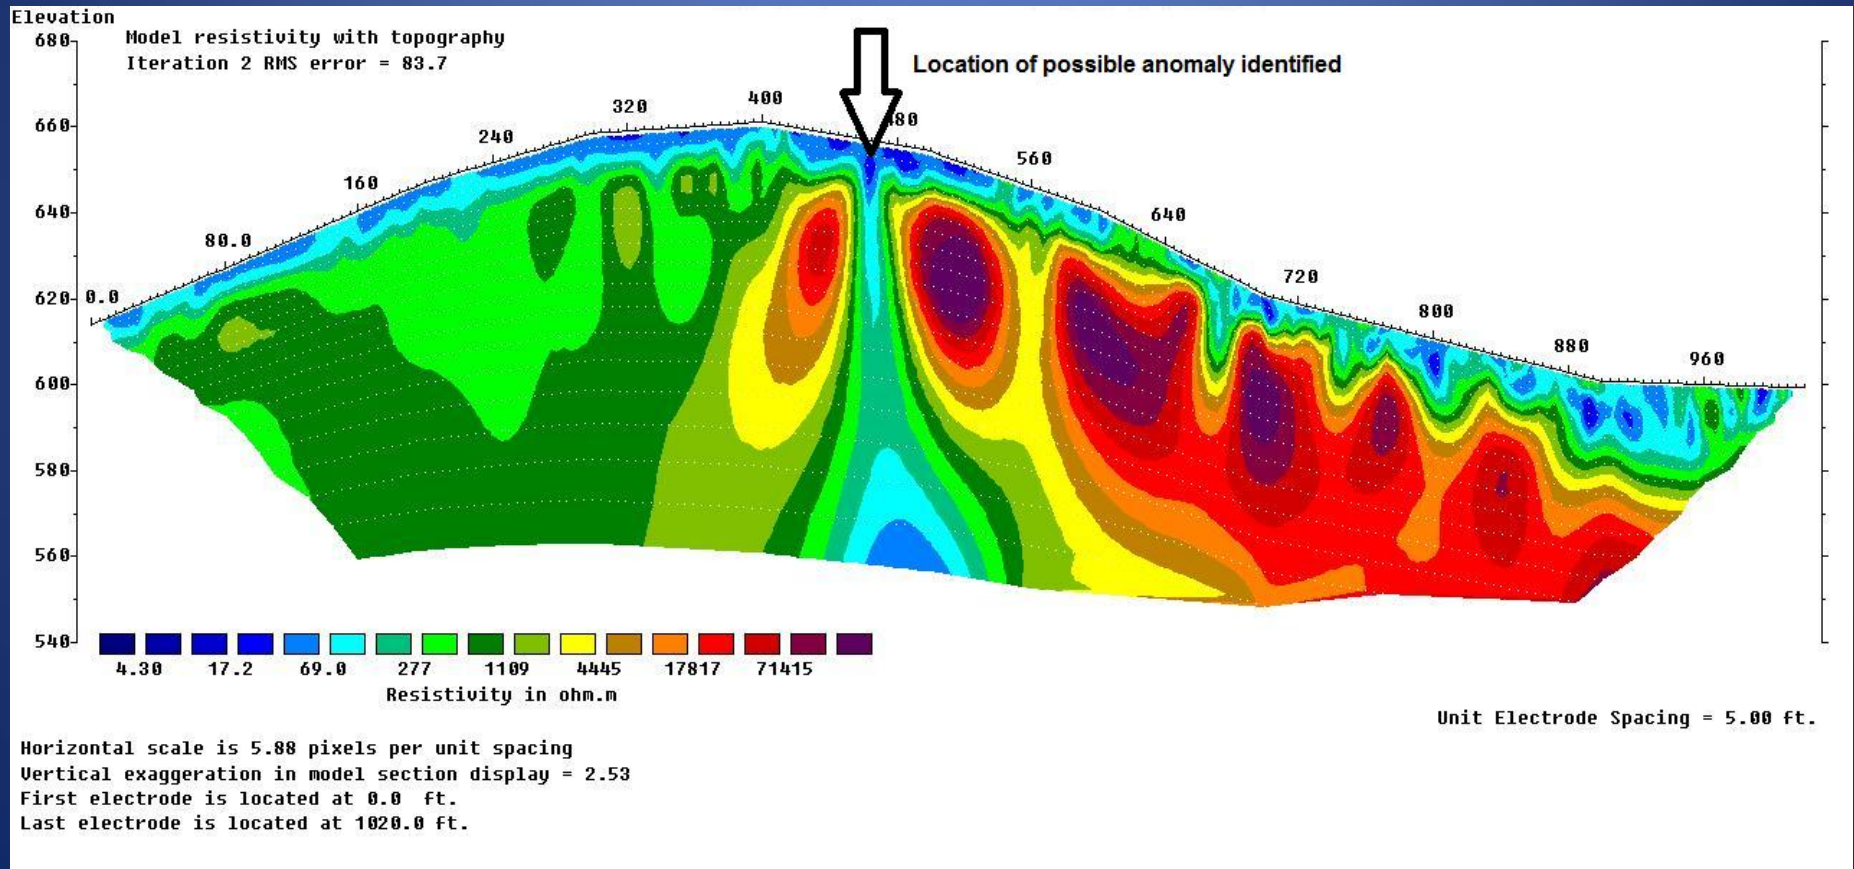 Elevation
Model resistivity with topography
Iteration 2 RMS error = 83.7
Location of possible anomaly identified
680
660
640
620
600
580
560
540
0.0
80.0
160
240
320
400
480
560
640
720
800
880
960
4.30 17.2 69.0 277 1109 4445 17817 71415
Resistivity in ohm.m
Unit Electrode Spacing = 5.00 ft.
Horizontal scale is 5.88 pixels per unit spacing
Vertical exaggeration in model section display = 2.53
First electrode is located at 0.0 ft.
Last electrode is located at 1020.0 ft.